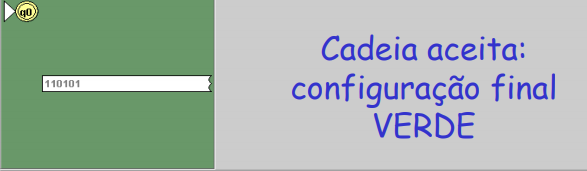 q0
110101
Cadeia aceita:
configuração final
VERDE